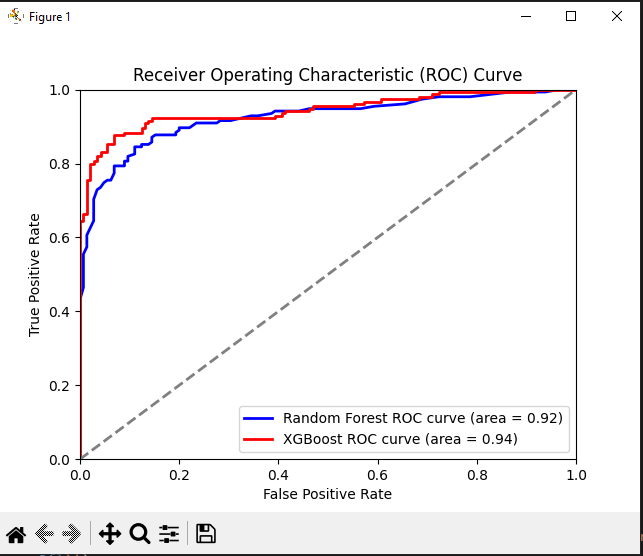 Figure 1
Receiver Operating Characteristic (ROC) Curve
1.0
0.8
0.6
0.4
0.2
0.0
True Positive Rate
Random Forest ROC curve (area = 0.92)
XGBoost ROC curve (area = 0.94)
0.0 0.2 0.4 0.6 0.8 1.0
False Positive Rate